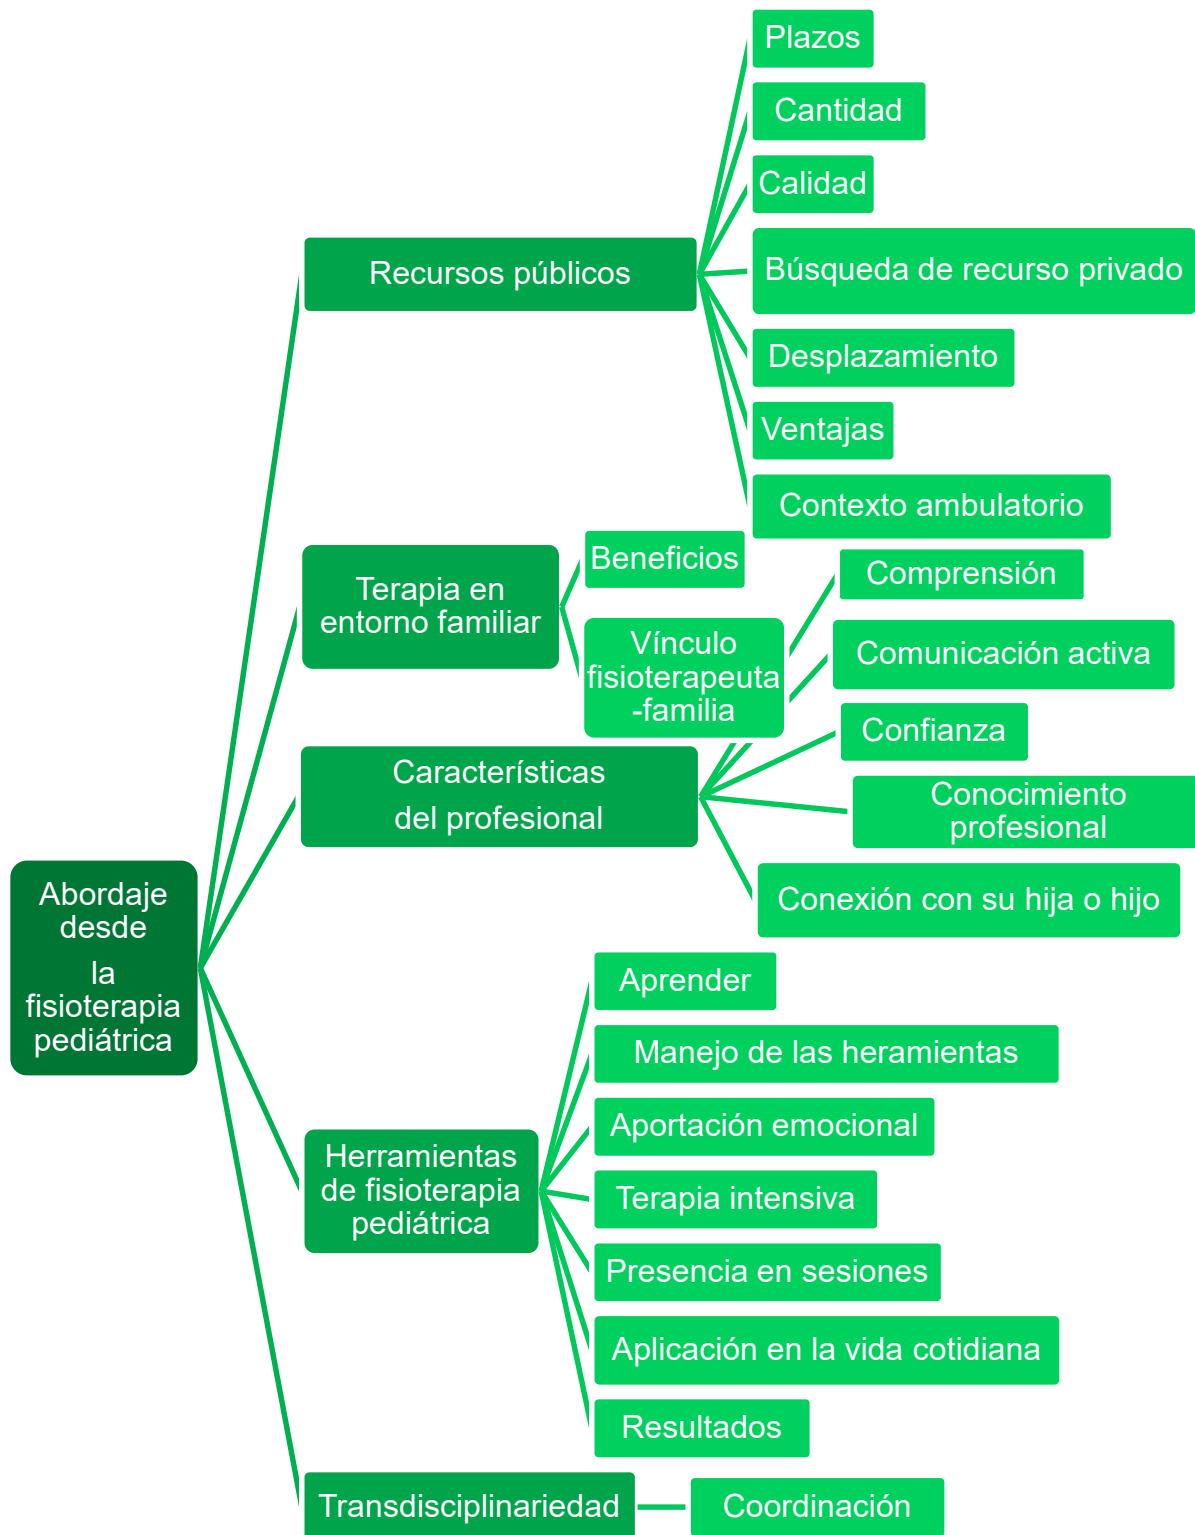 Abordaje
desde
la
fisioterapia
pediátrica
Recursos públicos
Plazos
Cantidad
Calidad
Búsqueda de recurso privado
Desplazamiento
Ventajas
Contexto ambulatorio
Terapia en
entorno familiar
Beneficios
Vínculo
fisioterapeuta
-familia
Características
del profesional
Comprensión
Comunicación activa
Confianza
Conocimiento
profesional
Conexión con su hija o hijo
Herramientas
de fisioterapia
pediátrica
Aprender
Manejo de las heramientas
Aportación emocional
Terapia intensiva
Presencia en sesiones
Aplicación en la vida cotidiana
Resultados
Transdisciplinariedad
Coordinación